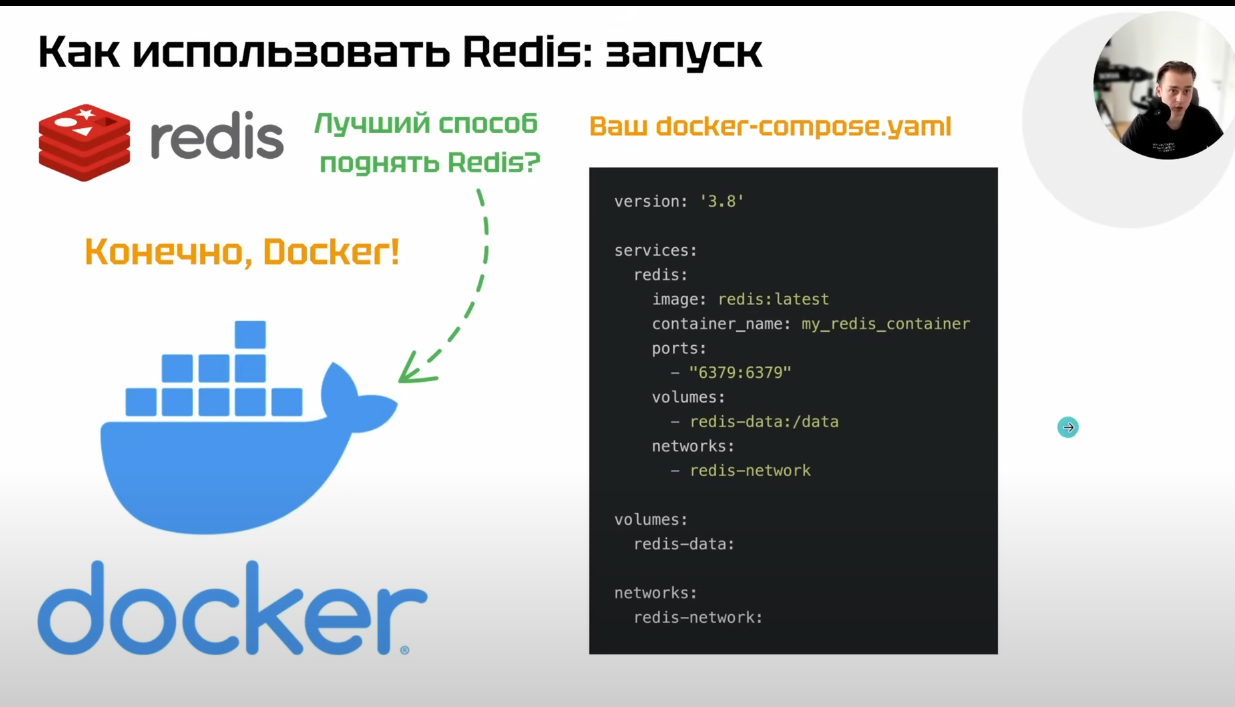 Как использовать Redis: запуск
redis
Лучший способ
поднять Redis?
Конечно, Docker!
docker
Ваш docker-compose.yaml
version: '3.8'
services:
  redis:
    image: redis:latest
    container_name: my_redis_container
    ports:
      - "6379:6379"
    volumes:
      - redis-data:/data
    networks:
      - redis-network
volumes:
  redis-data:
networks:
  redis-network: